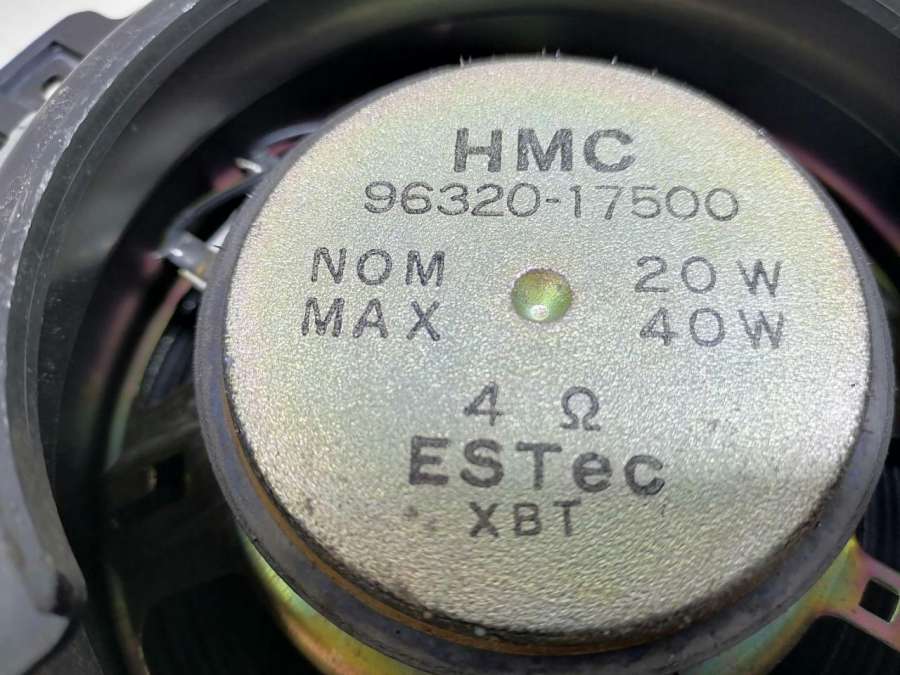 HMC
96320-17500
NOM 20W
MAX 40W
4 Ω
ESTec
XBT